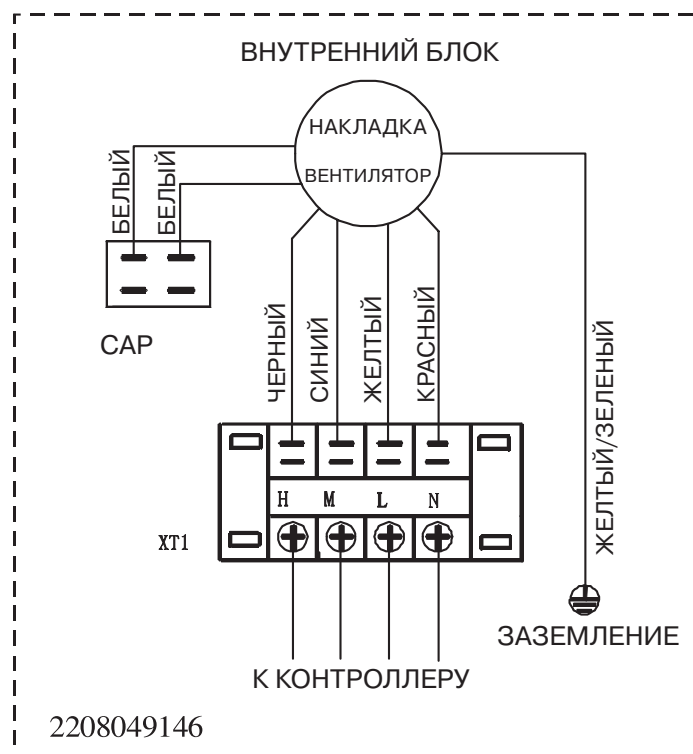 ВНУТРЕННИЙ БЛОК
НАКЛАДКА
ВЕНТИЛЯТОР
БЕЛЫЙ
БЕЛЫЙ
CAP
ЧЕРНЫЙ
СИНИЙ
ЖЕЛТЫЙ
КРАСНЫЙ
ЖЕЛТЫЙ/ЗЕЛЕНЫЙ
H M L N
XT1
ЗАЗЕМЛЕНИЕ
К КОНТРОЛЛЕРУ
2208049146